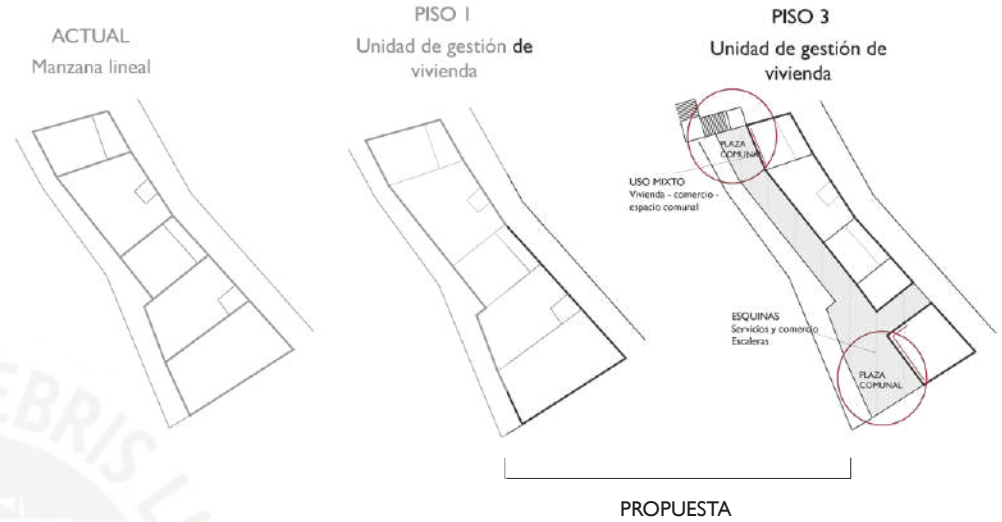 ACTUAL
Manzana lineal
PISO 1
Unidad de gestión de
vivienda
PISO 3
Unidad de gestión de
vivienda
PLAZA
COMUNAL
USO MIXTO
Vivienda - comercio -
espacio comunal
ESQUINAS
Servicios y comercio
Escaleras
PLAZA
COMUNAL
PROPUESTA